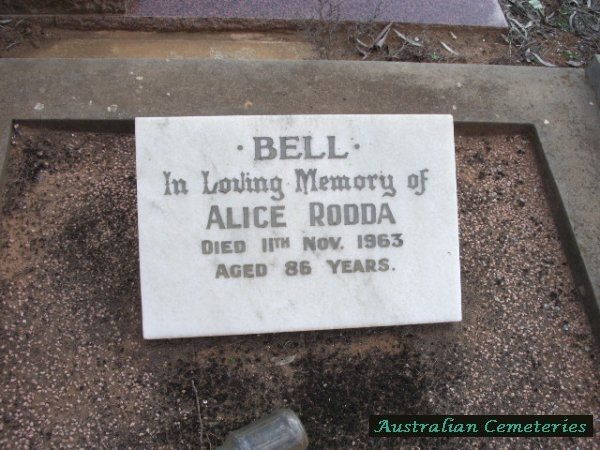 · BELL ·
In Loving Memory of
ALICE RODDA
DIED 11TH NOV. 1963
AGED 86 YEARS.
Australian Cemeteries